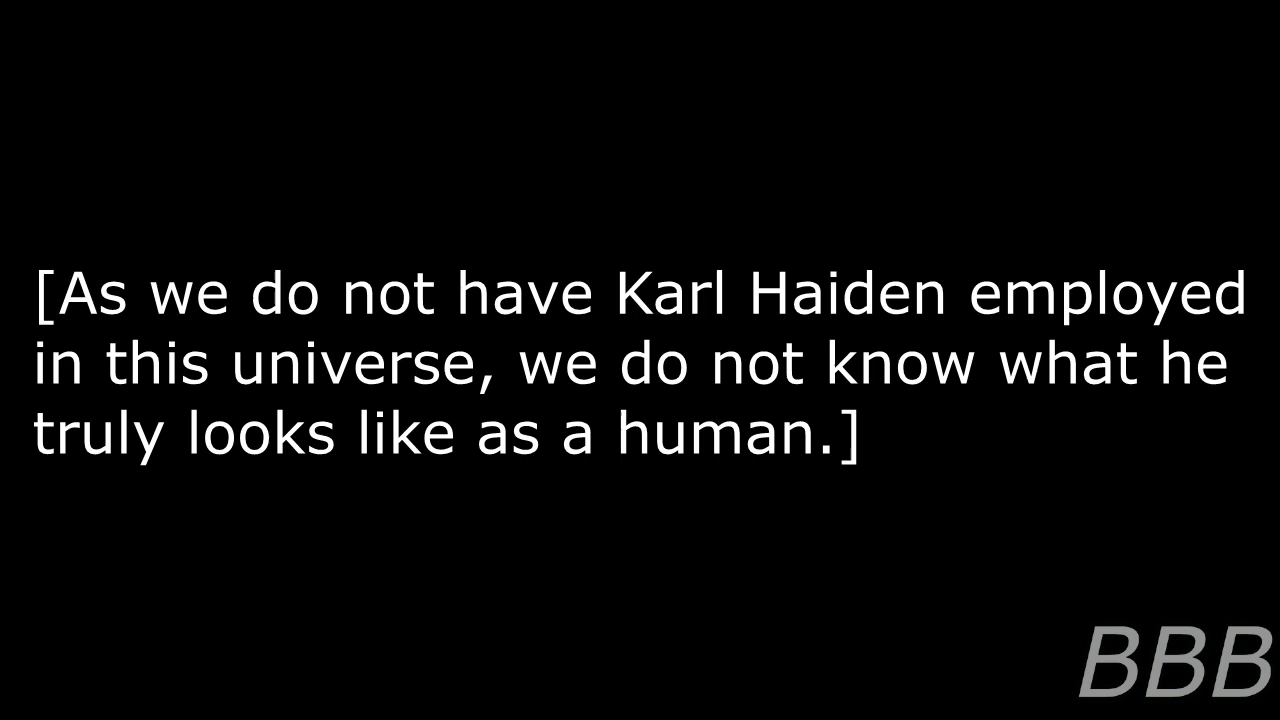 [As we do not have Karl Haiden employed
in this universe, we do not know what he
truly looks like as a human.]
BBB